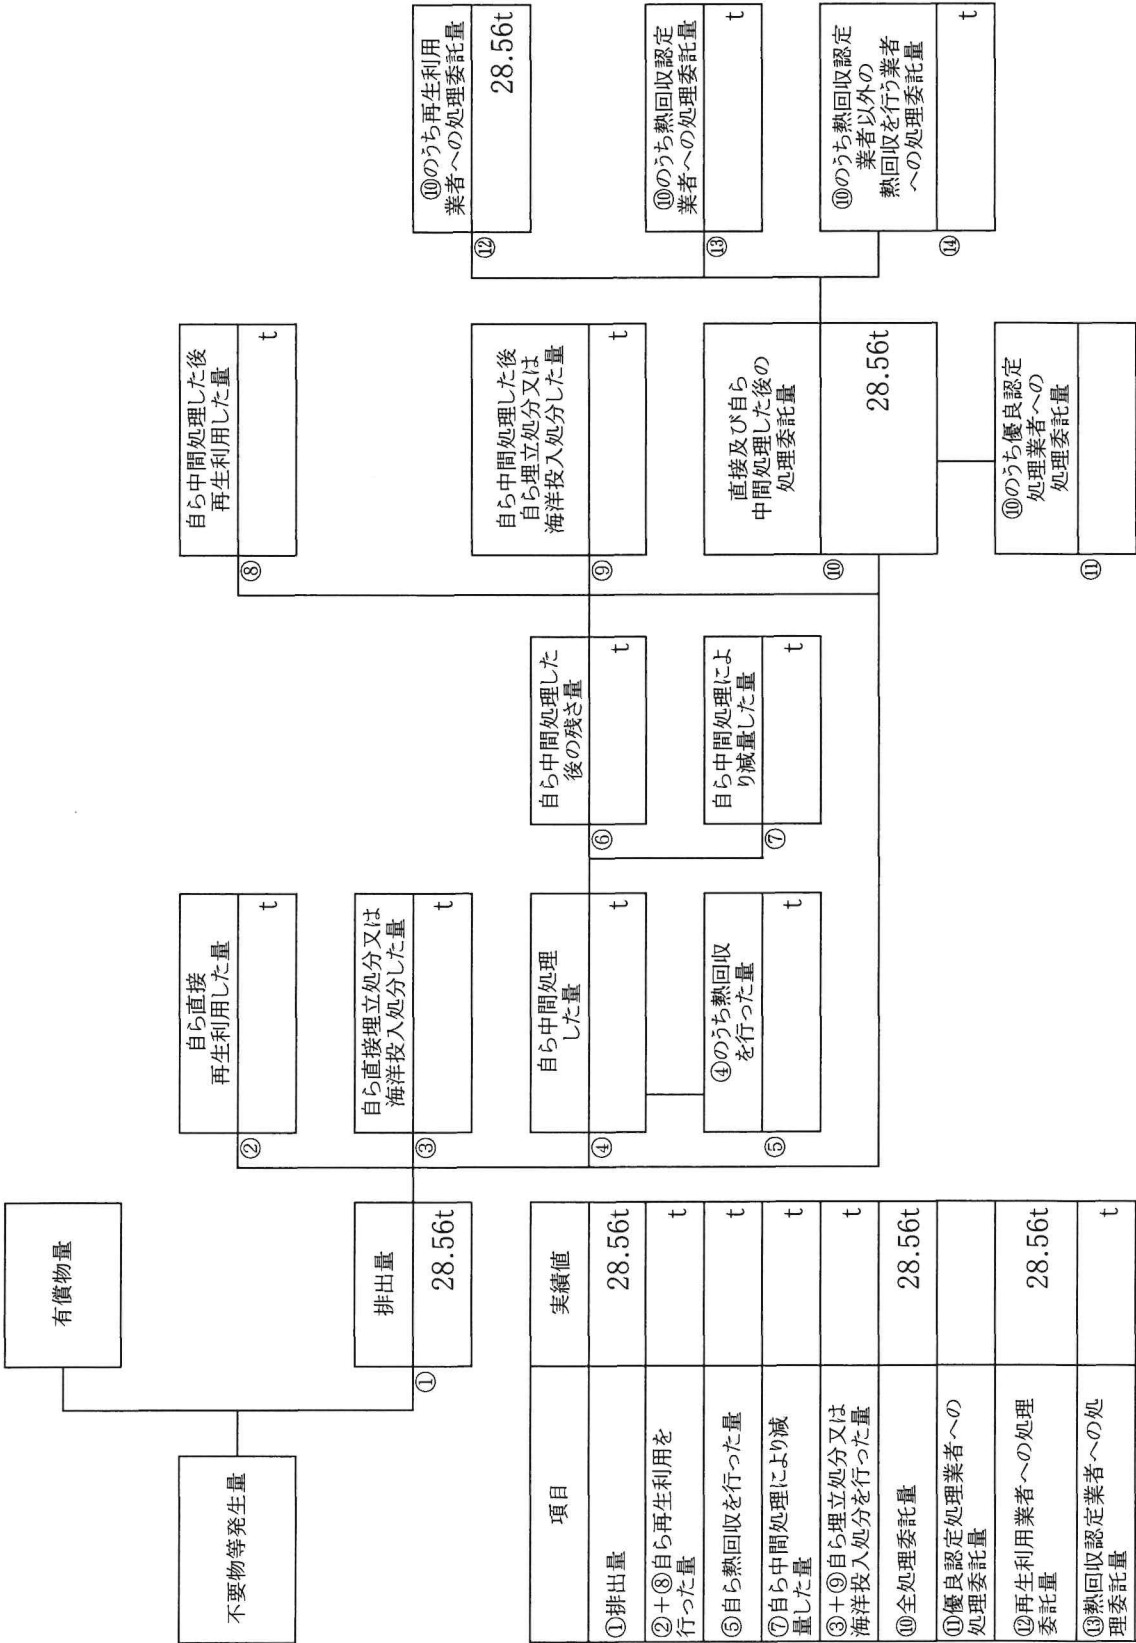 不要物等発生量
有償物量
①
排出量
28.56t
②
自ら直接
再生利用した量
t
③
自ら直接埋立処分又は
海洋投入処分した量
t
④
自ら中間処理
した量
t
⑤
④のうち熱回収
を行った量
t
⑥
自ら中間処理した
後の残さ量
t
⑦
自ら中間処理によ
り減量した量
t
⑧
自ら中間処理した後
再生利用した量
t
⑨
自ら中間処理した後
自ら埋立処分又は
海洋投入処分した量
t
⑩
直接及び自ら
中間処理した後の
処理委託量
28.56t
⑪
⑩のうち優良認定
処理業者への
処理委託量
⑫
⑩のうち再生利用
業者への処理委託量
28.56t
⑬
⑩のうち熱回収認定
業者への処理委託量
t
⑭
⑩のうち熱回収認定
業者以外の
熱回収を行う業者
への処理委託量
t
項目 実績値
①排出量 28.56t
②+⑧自ら再生利用を
行った量 t
⑤自ら熱回収を行った量 t
⑦自ら中間処理により減
量した量 t
③+⑨自ら埋立処分又は
海洋投入処分を行った量 t
⑩全処理委託量 28.56t
⑪優良認定処理業者への
処理委託量
⑫再生利用業者への処理
委託量 28.56t
⑬熱回収認定業者への処
理委託量 t